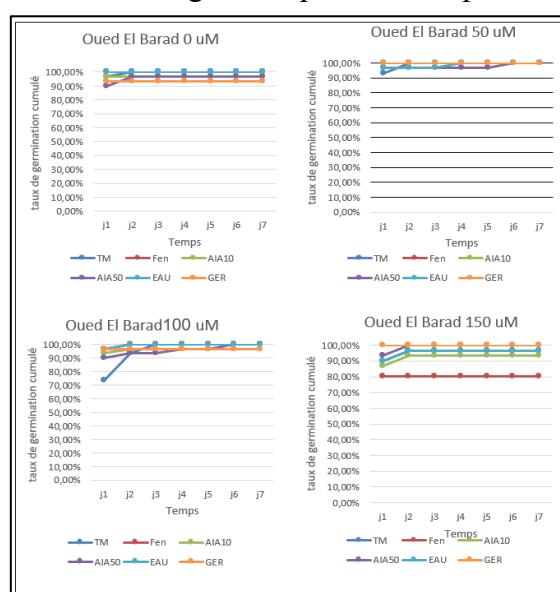 Oued El Barad 0 uM
taux de germination cumulé
100,00%
90,00%
80,00%
70,00%
60,00%
50,00%
40,00%
30,00%
20,00%
10,00%
0,00%
j1 j2 j3 j4 j5 j6 j7
Temps
TM Fen AIA10
AIA50 EAU GER
Oued El Barad 50 uM
taux de germination cumulé
100,00%
90,00%
80,00%
70,00%
60,00%
50,00%
40,00%
30,00%
20,00%
10,00%
0,00%
j1 j2 j3 j4 j5 j6 j7
Temps
TM Fen AIA10
AIA50 EAU GER
Oued El Barad100 uM
taux de germination cumulé
100,00%
90,00%
80,00%
70,00%
60,00%
50,00%
40,00%
30,00%
20,00%
10,00%
0,00%
j1 j2 j3 j4 j5 j6 j7
Temps
TM Fen AIA10
AIA50 EAU GER
Oued El Barad 150 uM
taux de germination cumulé
100,00%
90,00%
80,00%
70,00%
60,00%
50,00%
40,00%
30,00%
20,00%
10,00%
0,00%
j1 j2 j3 j4 j5 j6 j7
Temps
TM Fen AIA10
AIA50 EAU GER